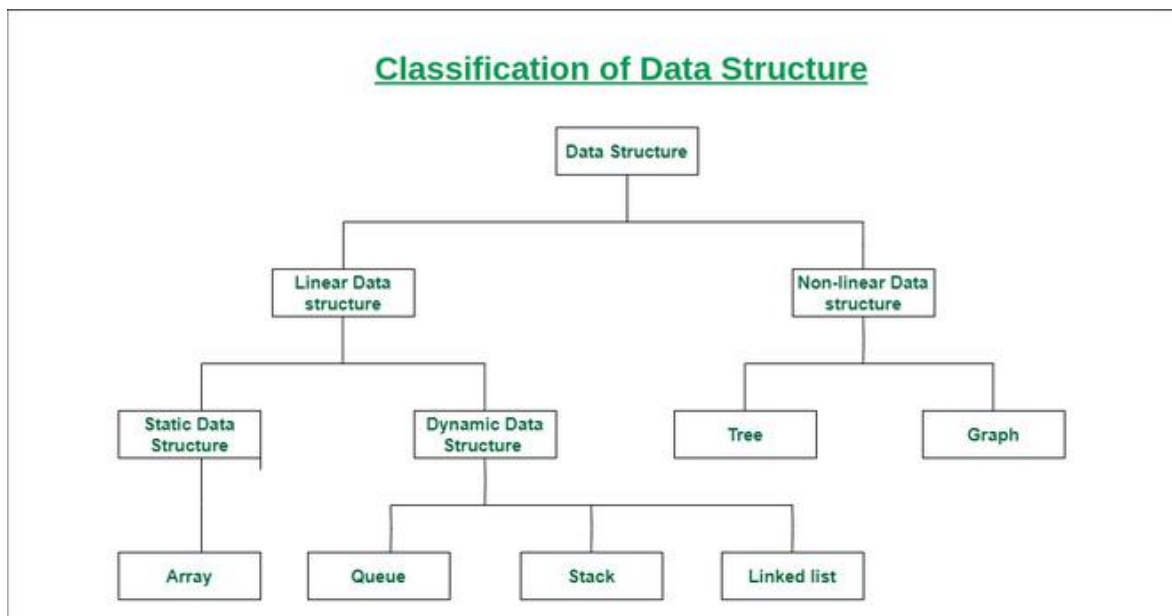 Classification of Data Structure
Data Structure
Linear Data
structure
Non-linear Data
structure
Static Data
Structure
Dynamic Data
Structure
Tree
Graph
Array
Queue
Stack
Linked list